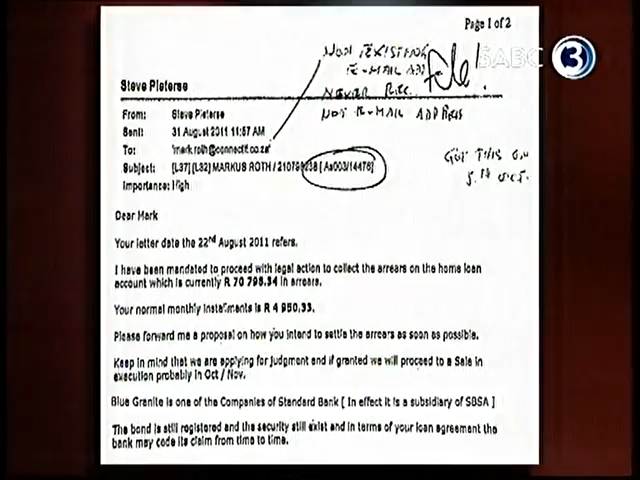 Page 1 of 2
SABC 3
NON EXISTING
E-MAIL ADD
File!
NEVER REC.
NOT E-MAIL ADDRESS
Steve Pieterse
From: Steve Pieterse
Sent: 31 August 2011 11:57 AM
To: 'mark.roth@connectit.co.za'
Subject: [L37] [L32] MARKUS ROTH / [As003/14476]
Importance: High
GOT THIS ON
5TH OCT.
Dear Mark
Your letter date the 22nd August 2011 refers.
I have been mandated to proceed with legal action to collect the arrears on the home loan
account which is currently R 70 798.34 in arrears.
Your normal monthly instalments is R 4 950,33.
Please forward me a proposal on how you intend to settle the arrears as soon as possible.
Keep in mind that we are applying for judgment and if granted we will proceed to a Sale in
execution probably in Oct / Nov.
Blue Granite is one of the Companies of Standard Bank [ In effect it is a subsidiary of SBSA ]
The bond is still registered and the security still exist and in terms of your loan agreement the
bank may code its claim from time to time.